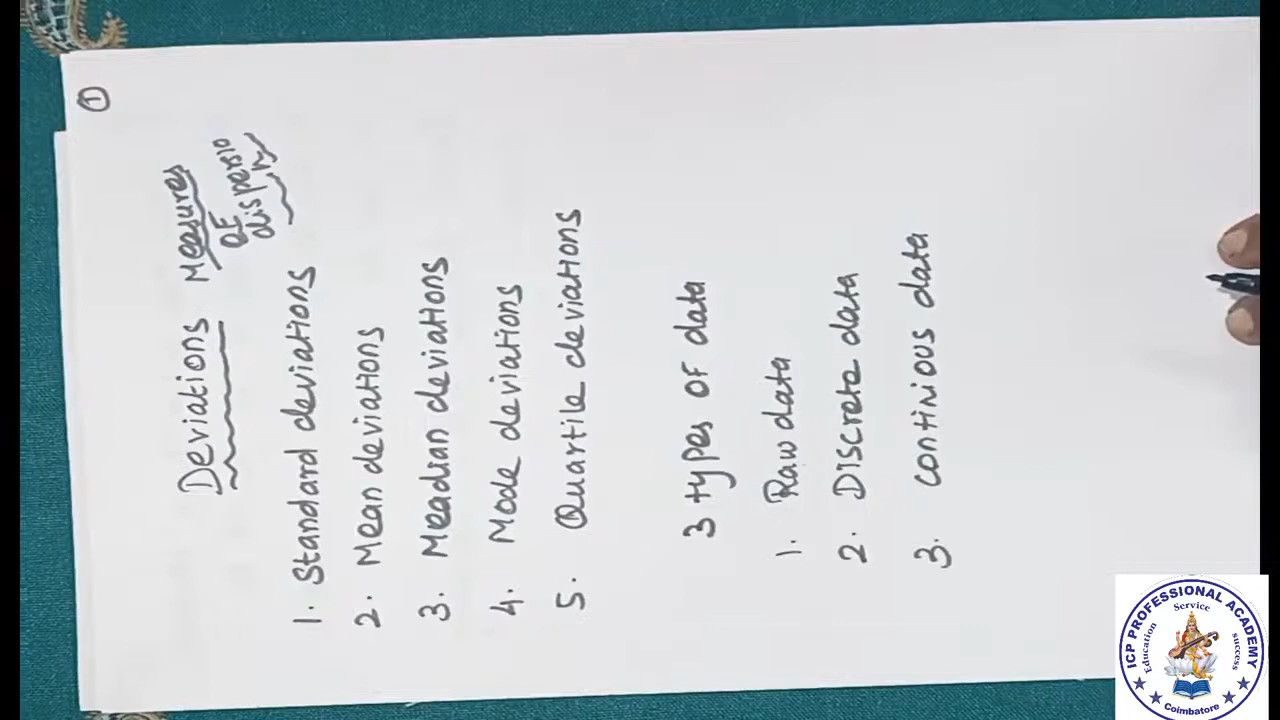 ①
Deviations Measures
OF
dispersio
n
1. Standard deviations
2. Mean deviations
3. Meadian deviations
4. Mode deviations
5. Quartile deviations
3 types OF data
1. Raw data
2. Discrete data
3. continious data
ICP PROFESSIONAL ACADEMY
Service
Education
success
Coimbatore